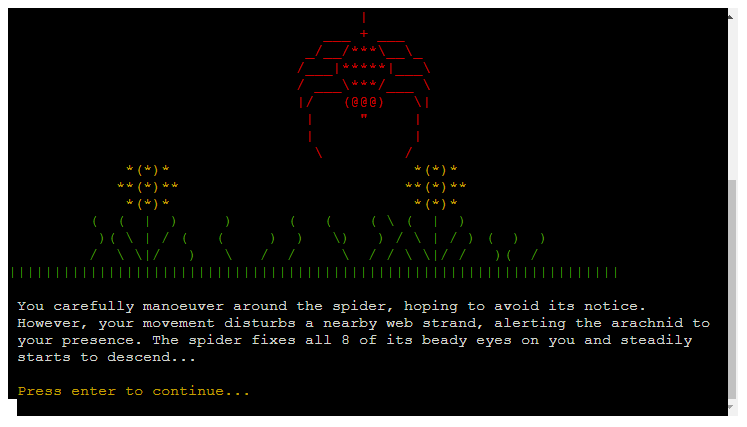 You carefully manoeuver around the spider, hoping to avoid its notice.
However, your movement disturbs a nearby web strand, alerting the arachnid to
your presence. The spider fixes all 8 of its beady eyes on you and steadily
starts to descend...
Press enter to continue...